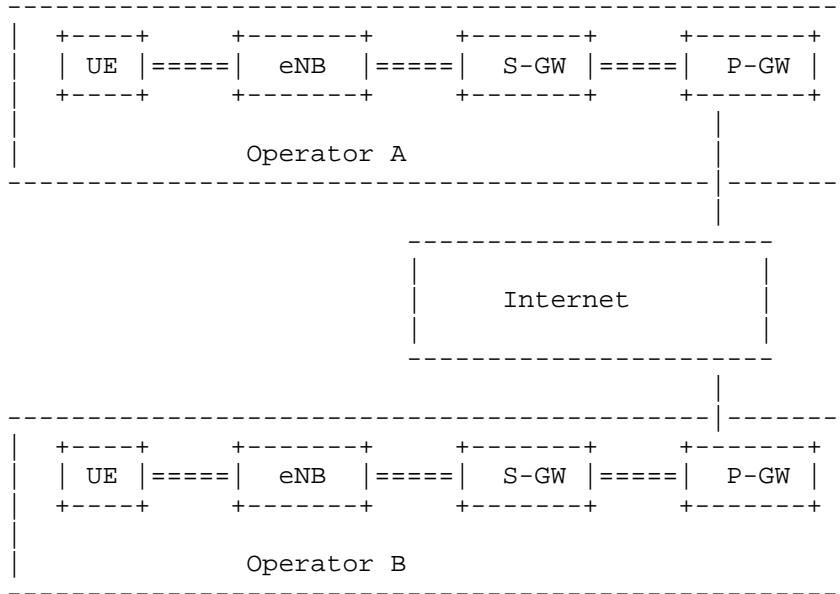 UE eNB S-GW P-GW
Operator A
Internet
UE eNB S-GW P-GW
Operator B